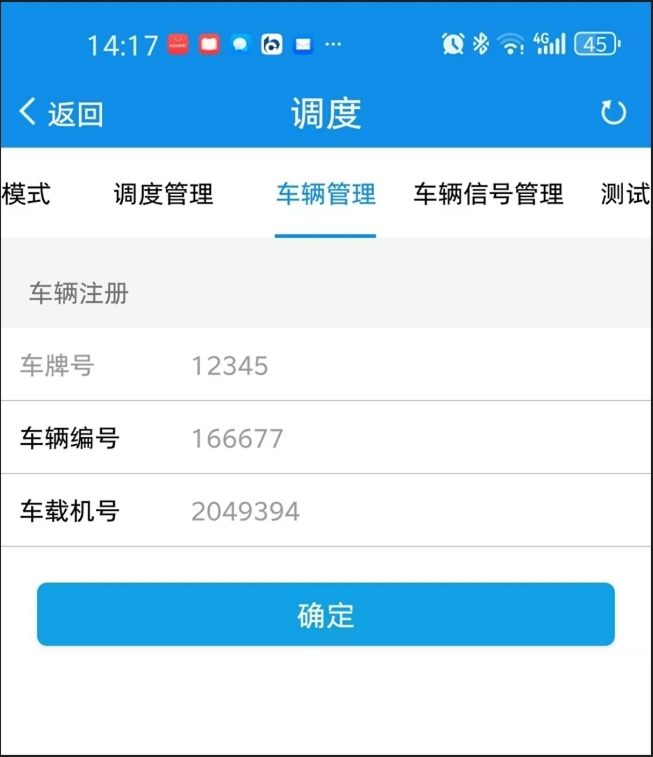 14:17 4G 45
返回 调度
模式 调度管理 车辆管理 车辆信号管理 测试
车辆注册
车牌号 12345
车辆编号 166677
车载机号 2049394
确定